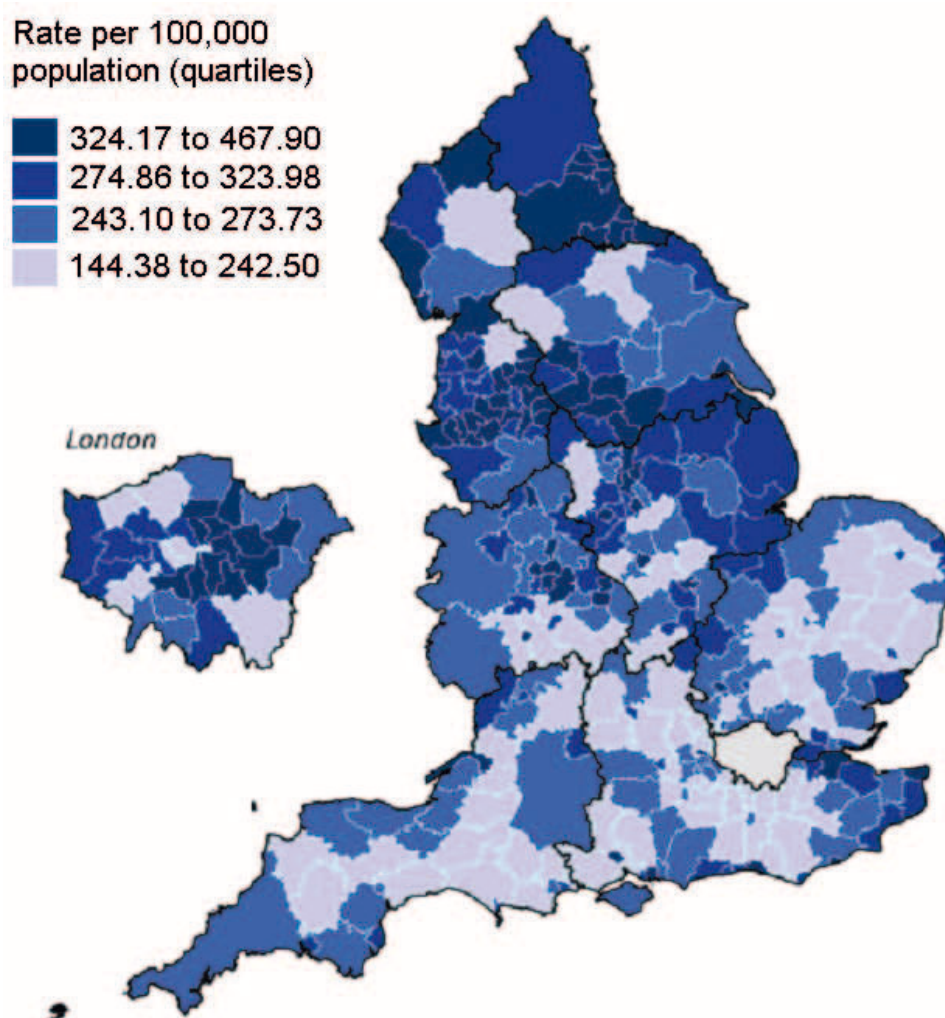 Rate per 100,000
population (quartiles)
324.17 to 467.90
274.86 to 323.98
243.10 to 273.73
144.38 to 242.50
London